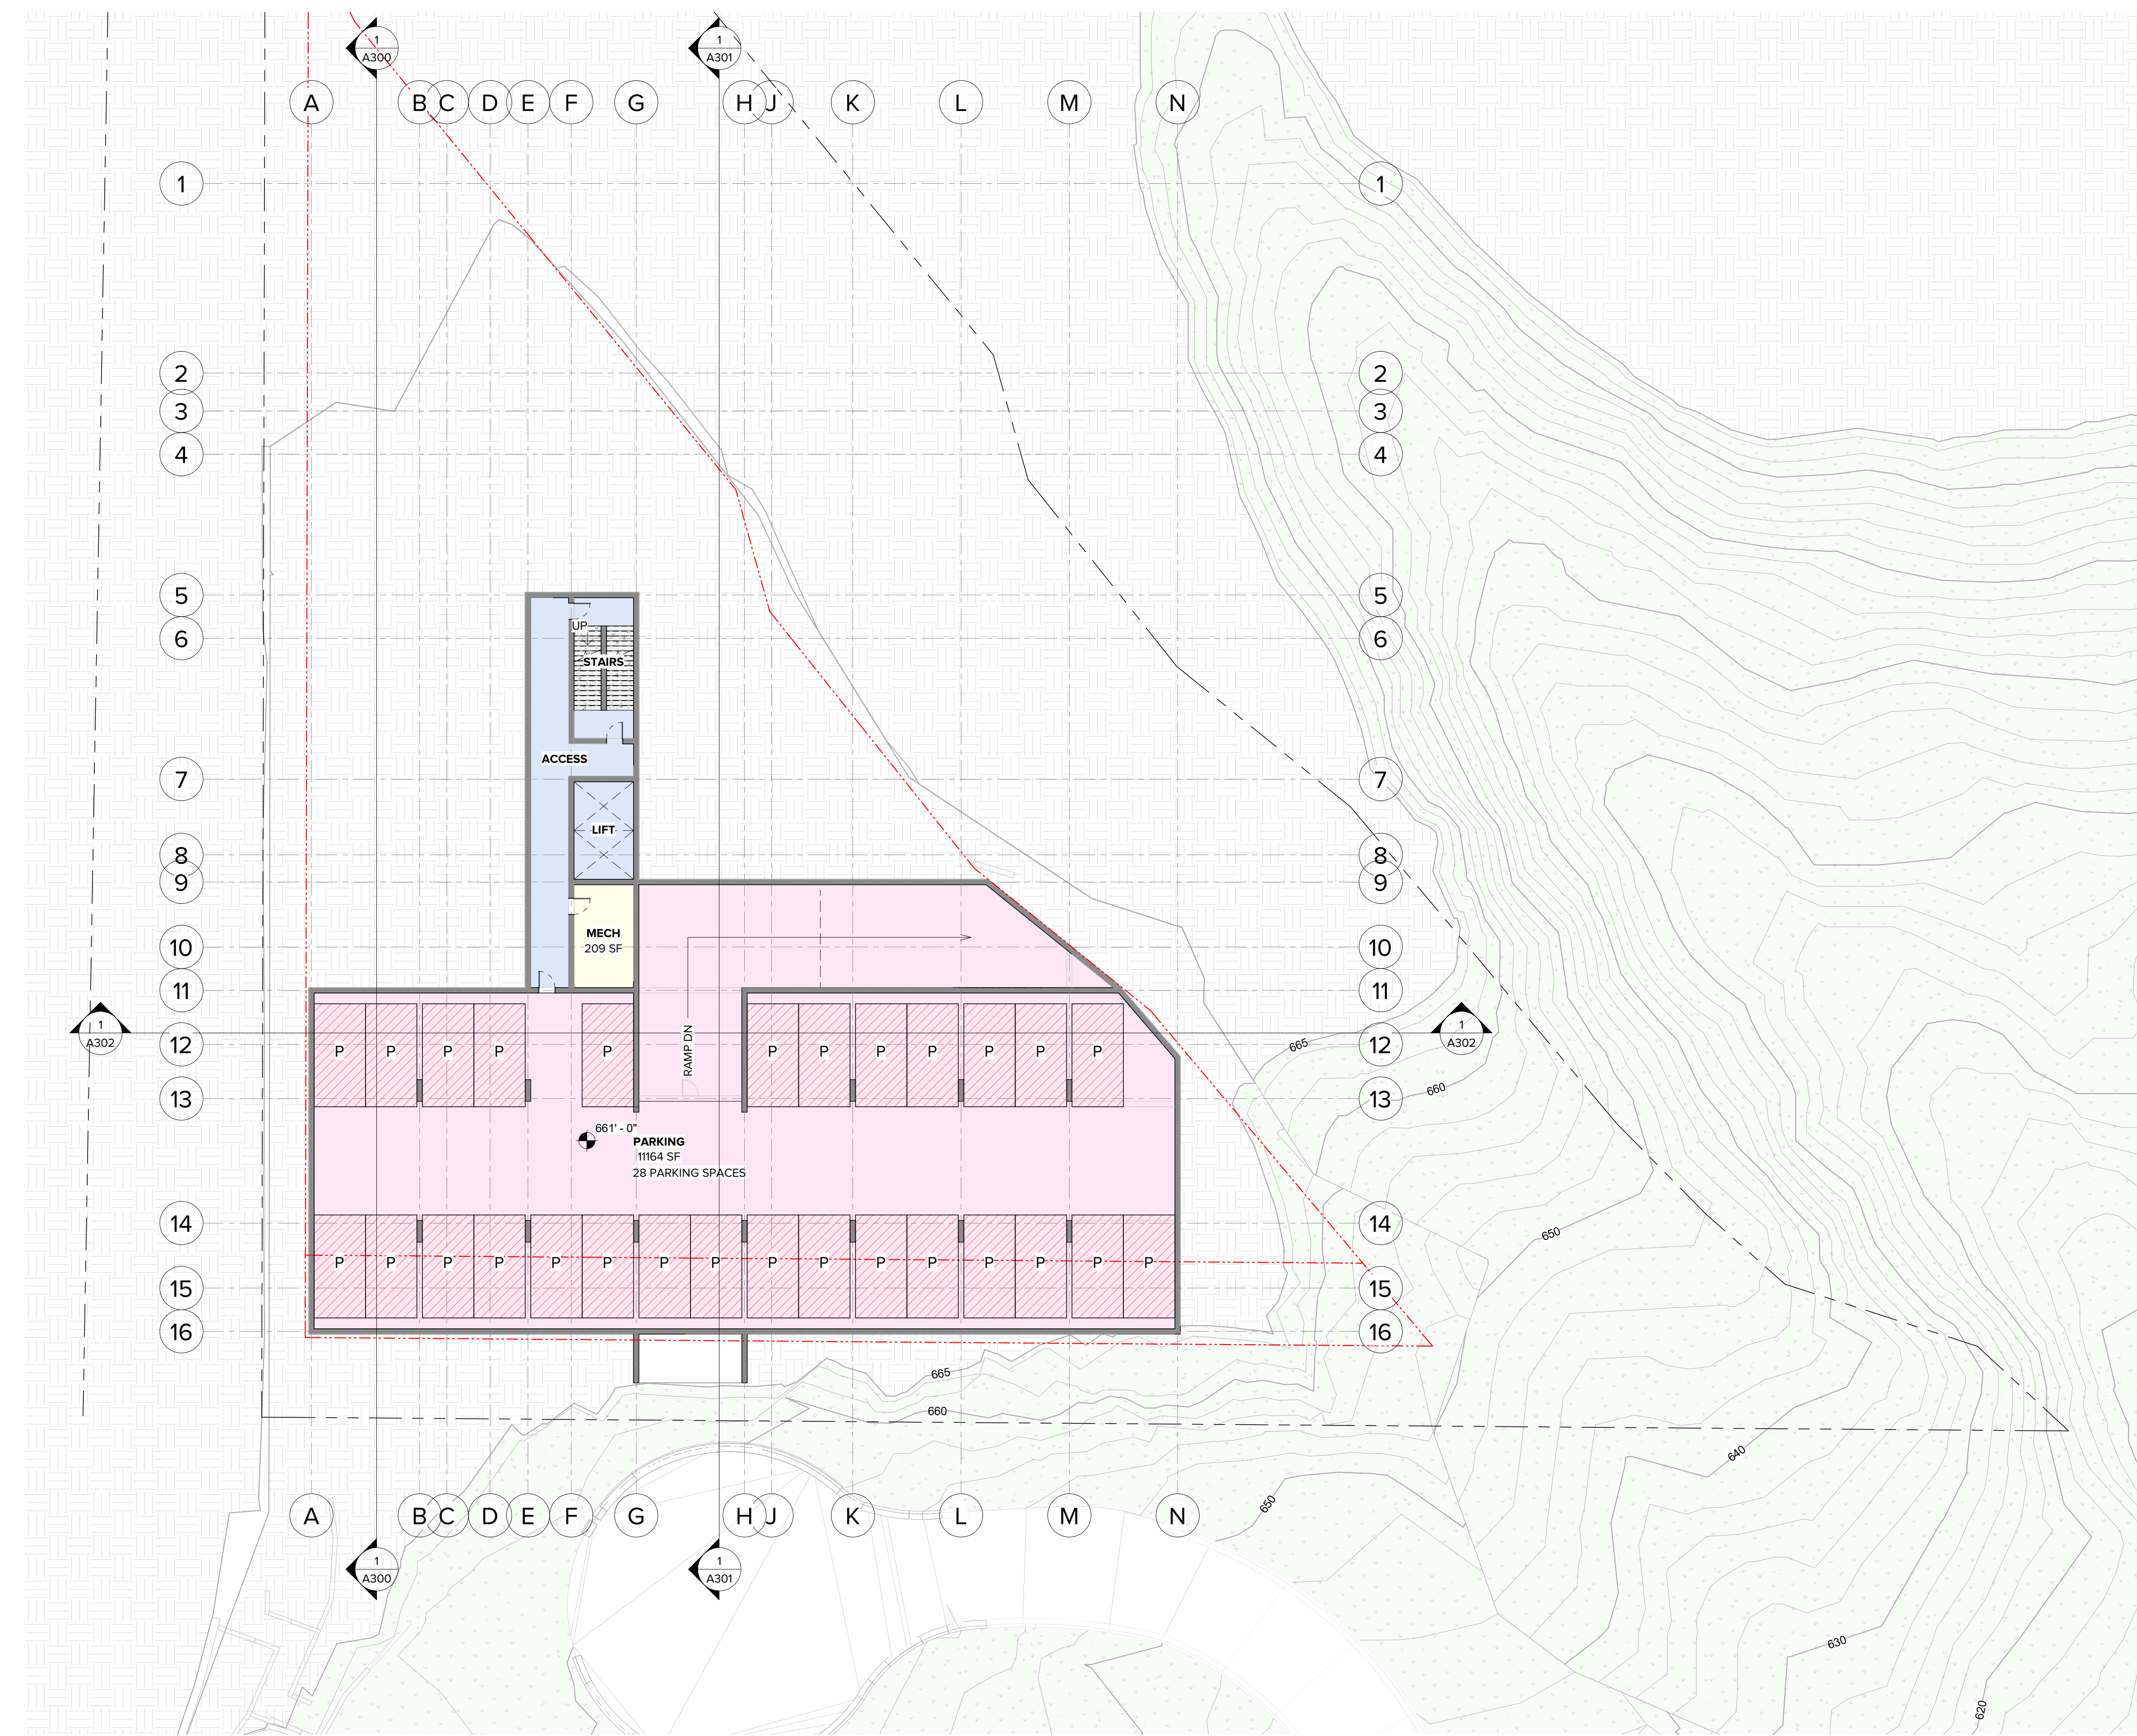 1
A300
1
A301
A B C D E F G H J K L M N
1 1
2 2
3 3
4 4
5 5
UP
6 6
STAIRS
ACCESS
7 7
LIFT
8 8
9 9
MECH
10 209 SF 10
11 11
1
A302
1
A302
12 12
665
P P P P P P P P P P P P
RAMP DN
660
13 13
661' - 0"
PARKING
11164 SF
28 PARKING SPACES
14 14
650
P P P P P P P P P P P P P P P P
15 15
16 16
665
660
640
650
A B C D E F G H J K L M N
1
A300
1
A301
630
620